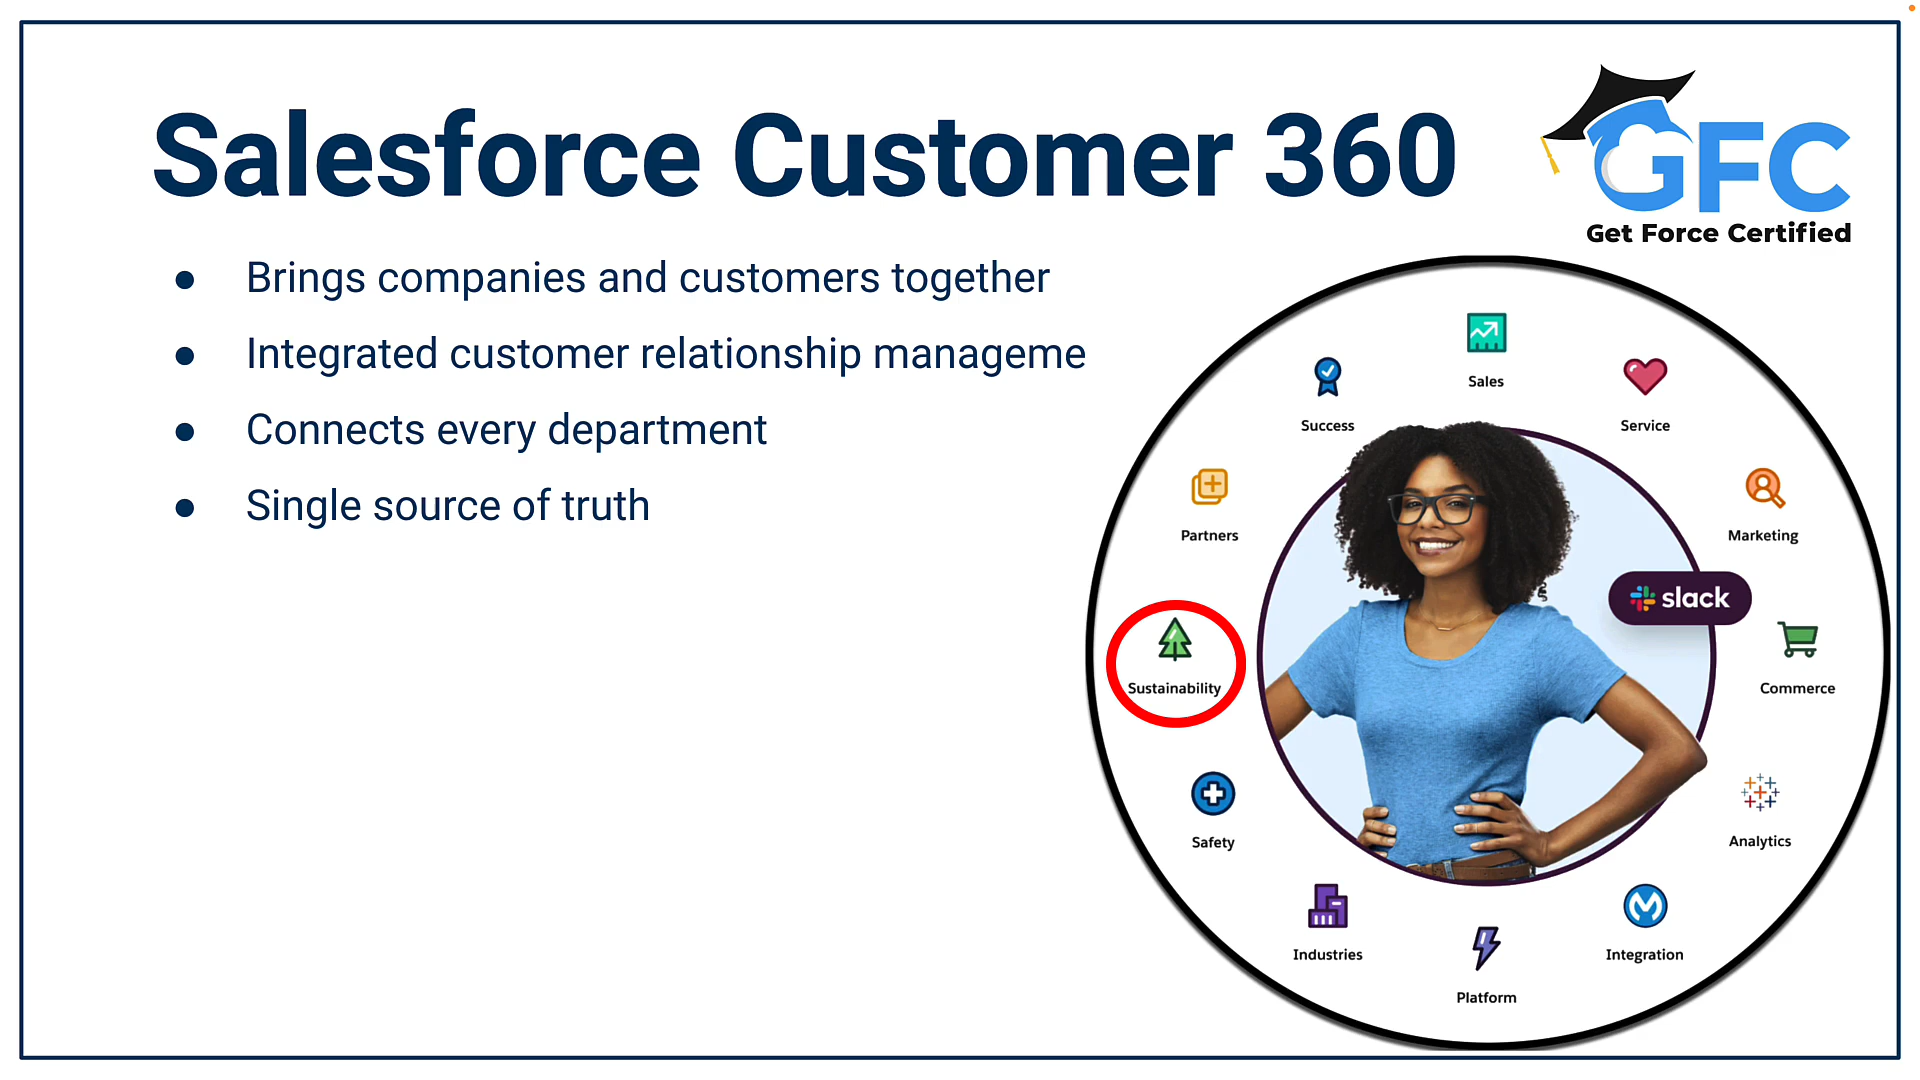 Salesforce Customer 360
GFC
Get Force Certified
● Brings companies and customers together
● Integrated customer relationship manageme
● Connects every department
● Single source of truth
Sales
Success
Service
Partners
Marketing
slack
Sustainability
Commerce
Safety
Analytics
Industries
Integration
Platform